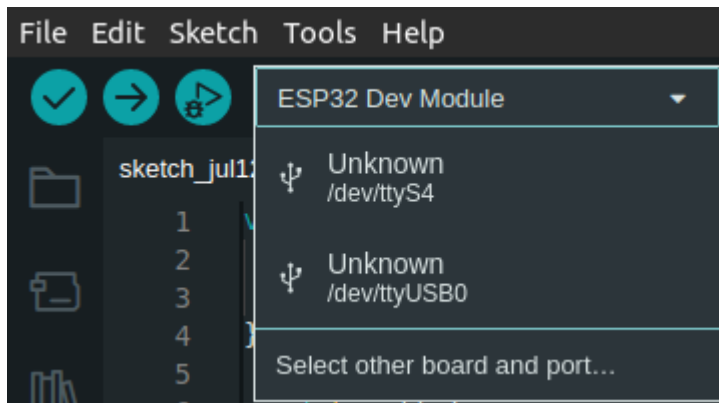 File Edit Sketch Tools Help
ESP32 Dev Module
sketch_jul12
Unknown
/dev/ttyS4
1
2
Unknown
3
/dev/ttyUSB0
4 }
5
Select other board and port...